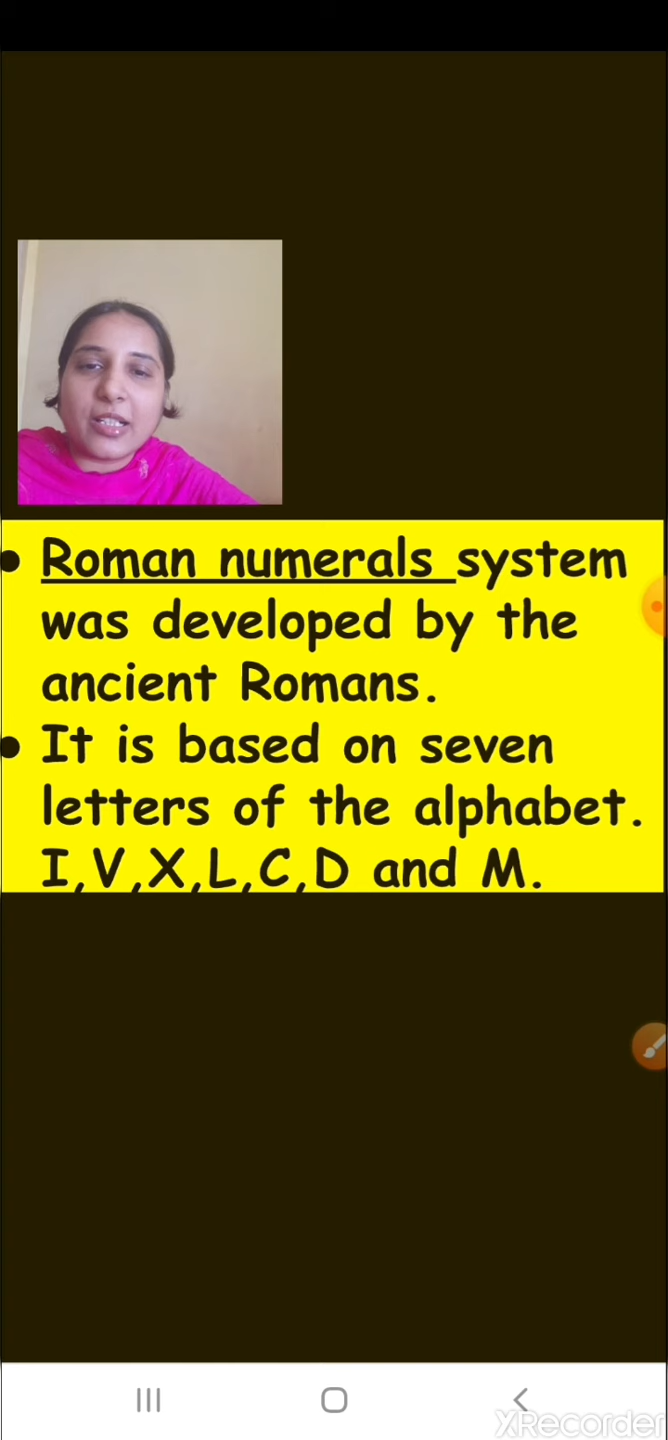 • Roman numerals system
was developed by the
ancient Romans.
• It is based on seven
letters of the alphabet.
I,V,X,L,C,D and M.
XRecorder